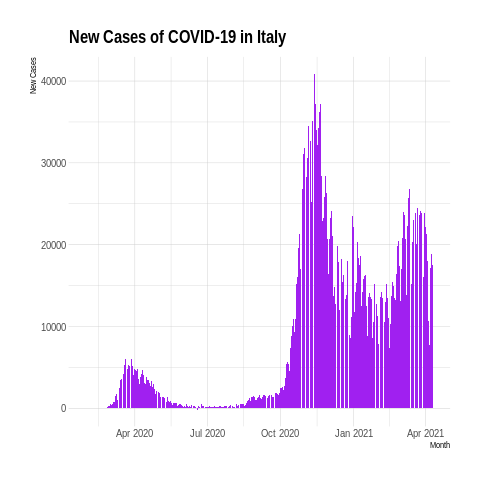 New Cases of COVID-19 in Italy
New Cases
40000
30000
20000
10000
0
Apr 2020 Jul 2020 Oct 2020 Jan 2021 Apr 2021
Month